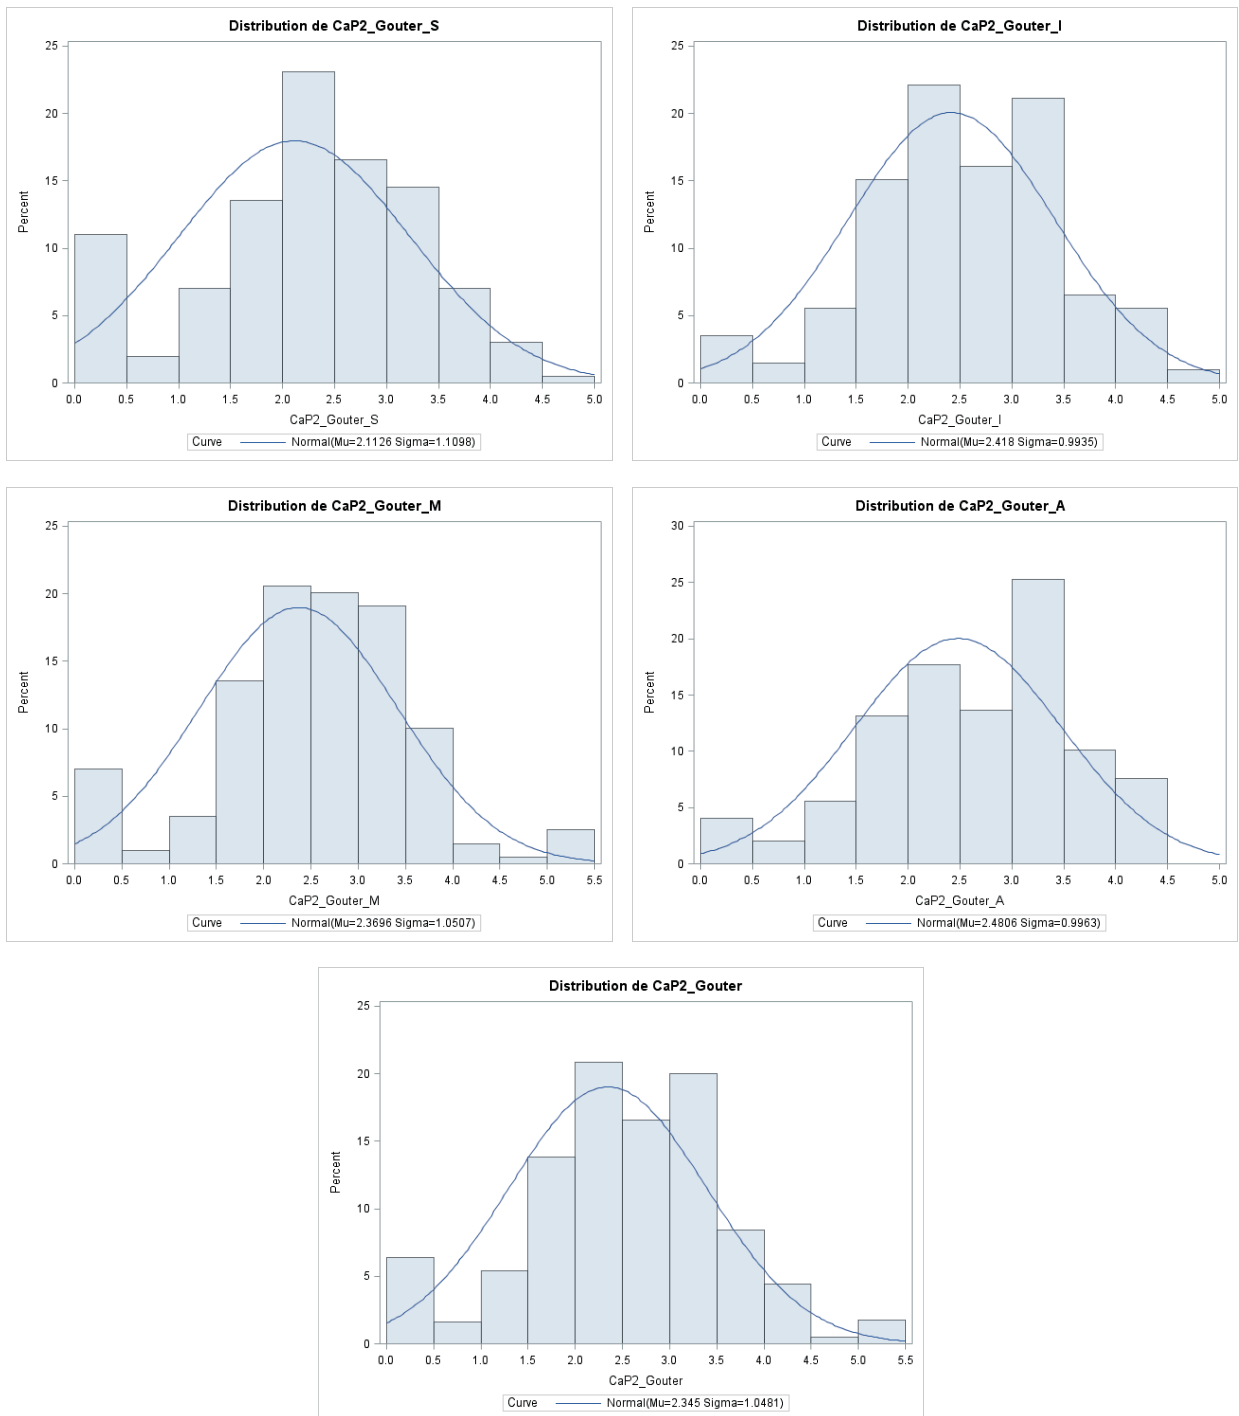 Distribution de CaP2_Gouter_S
25
20
15
10
5
0
Percent
0.0 0.5 1.0 1.5 2.0 2.5 3.0 3.5 4.0 4.5 5.0
CaP2_Gouter_S
Curve Normal(Mu=2.1126 Sigma=1.1098)
Distribution de CaP2_Gouter_I
25
20
15
10
5
0
Percent
0.0 0.5 1.0 1.5 2.0 2.5 3.0 3.5 4.0 4.5 5.0
CaP2_Gouter_I
Curve Normal(Mu=2.418 Sigma=0.9935)
Distribution de CaP2_Gouter_M
25
20
15
10
5
0
Percent
0.0 0.5 1.0 1.5 2.0 2.5 3.0 3.5 4.0 4.5 5.0 5.5
CaP2_Gouter_M
Curve Normal(Mu=2.3696 Sigma=1.0507)
Distribution de CaP2_Gouter_A
30
25
20
15
10
5
0
Percent
0.0 0.5 1.0 1.5 2.0 2.5 3.0 3.5 4.0 4.5 5.0
CaP2_Gouter_A
Curve Normal(Mu=2.4806 Sigma=0.9963)
Distribution de CaP2_Gouter
25
20
15
10
5
0
Percent
0.0 0.5 1.0 1.5 2.0 2.5 3.0 3.5 4.0 4.5 5.0 5.5
CaP2_Gouter
Curve Normal(Mu=2.345 Sigma=1.0481)